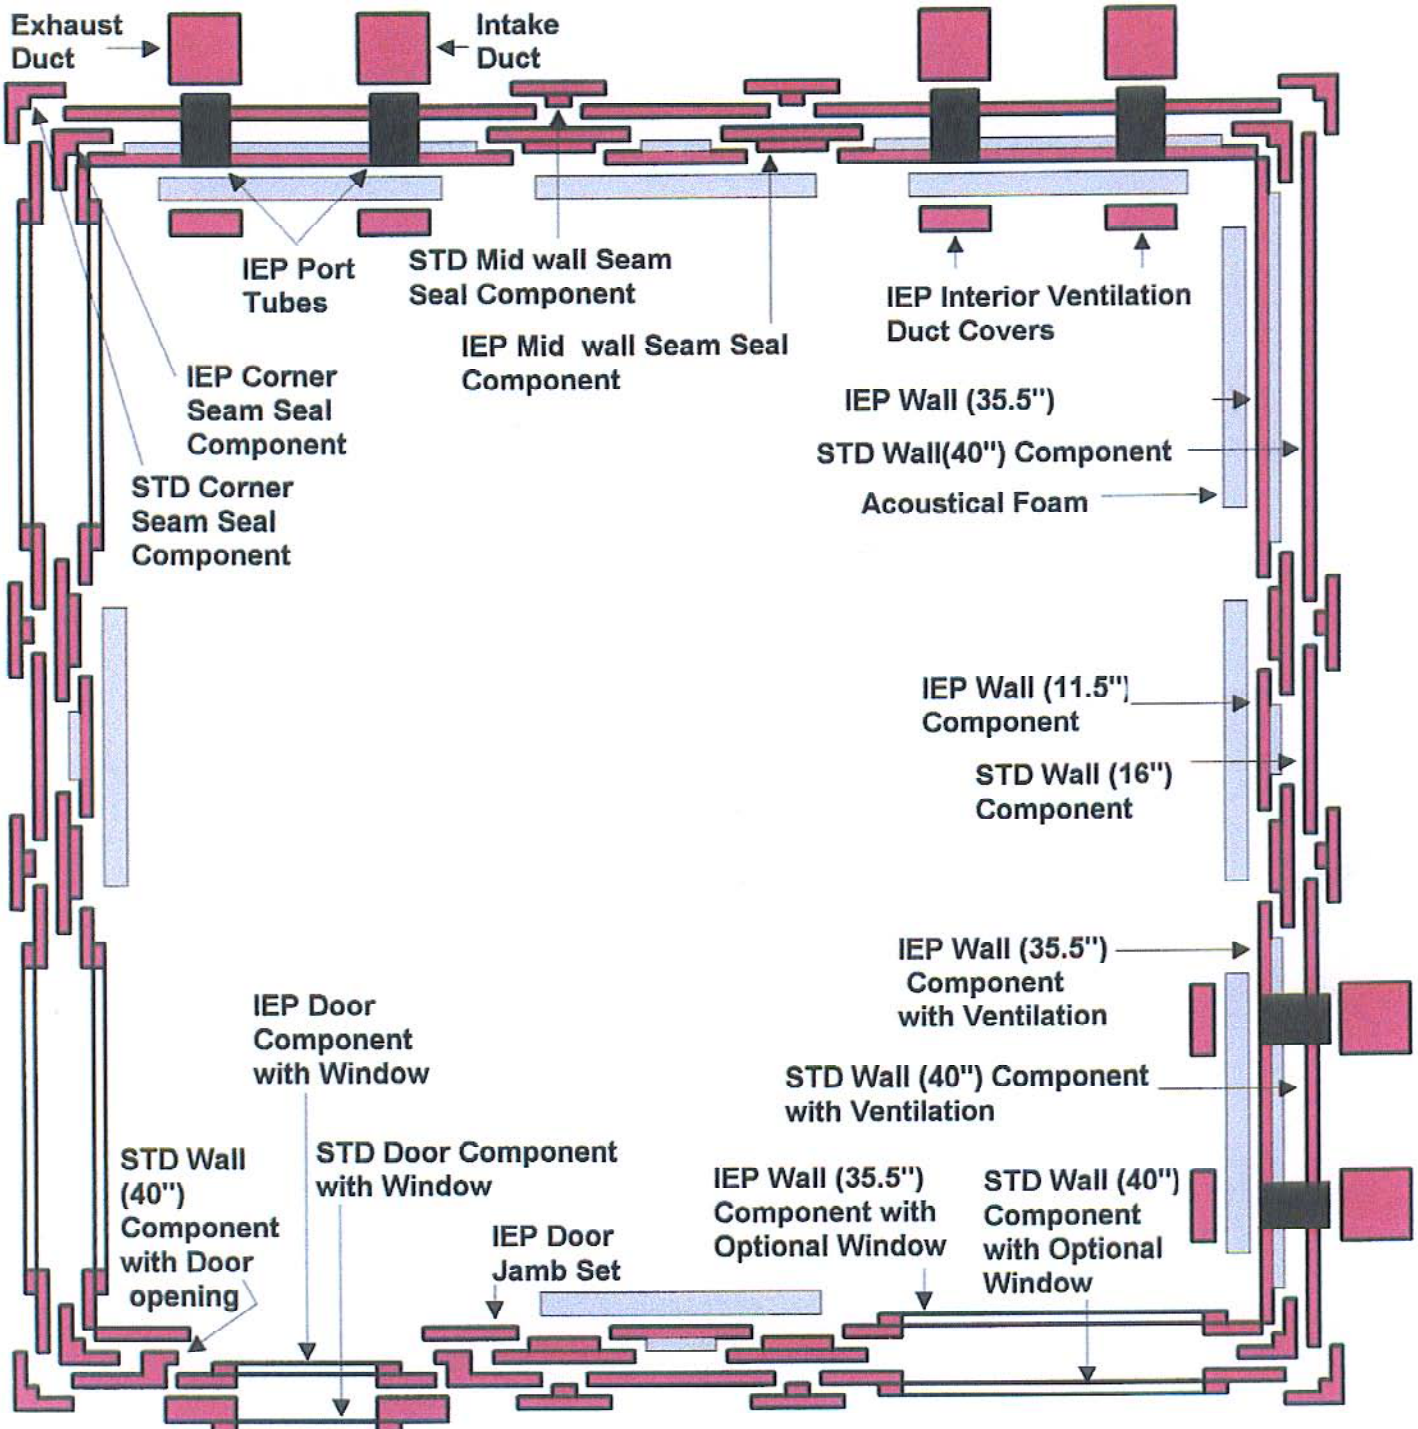 Exhaust
Duct
Intake
Duct
IEP Port
Tubes
STD Mid wall Seam
Seal Component
IEP Mid wall Seam Seal
Component
IEP Interior Ventilation
Duct Covers
IEP Corner
Seam Seal
Component
STD Corner
Seam Seal
Component
IEP Wall (35.5")
STD Wall(40") Component
Acoustical Foam
IEP Wall (11.5")
Component
STD Wall (16")
Component
IEP Wall (35.5")
Component
with Ventilation
STD Wall (40") Component
with Ventilation
IEP Door
Component
with Window
STD Door Component
with Window
STD Wall
(40")
Component
with Door
opening
IEP Door
Jamb Set
IEP Wall (35.5")
Component with
Optional Window
STD Wall (40")
Component
with Optional
Window